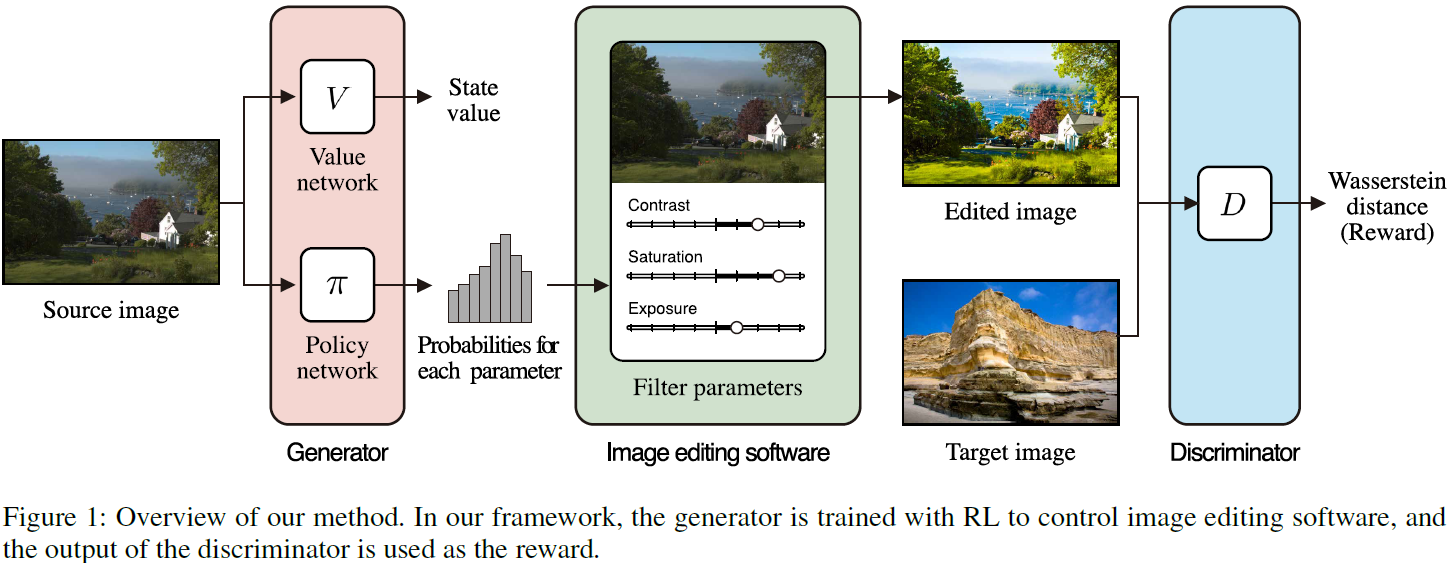 V
Value
network
State
value
Source image
π
Policy
network
Probabilities for
each parameter
Generator
Contrast
Saturation
Exposure
Filter parameters
Image editing software
Edited image
Target image
D
Discriminator
Wasserstein
distance
(Reward)
Figure 1: Overview of our method. In our framework, the generator is trained with RL to control image editing software, and
the output of the discriminator is used as the reward.